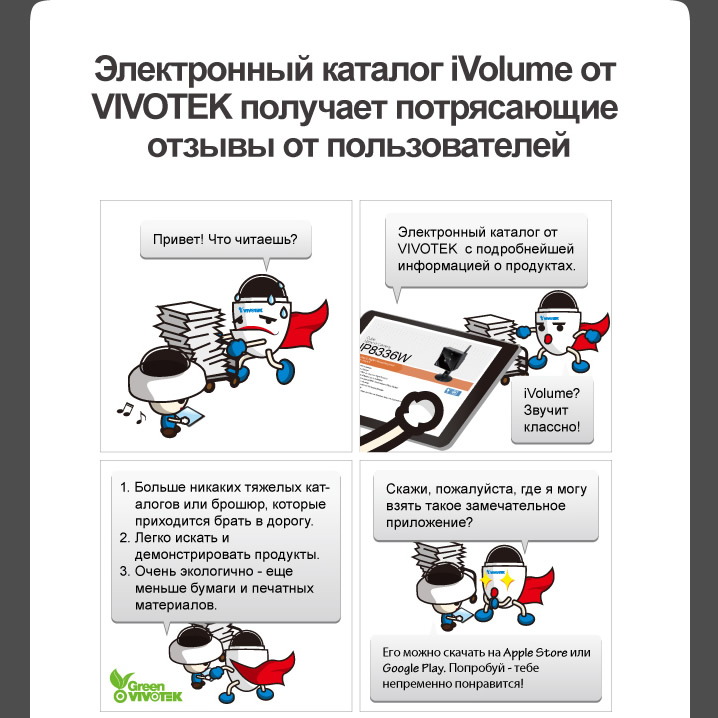 Электронный каталог iVolume от
VIVOTEK получает потрясающие
отзывы от пользователей
Привет! Что читаешь?
VIVOTEK
Электронный каталог от
VIVOTEK с подробнейшей
информацией о продуктах.
VIVOTEK
IP8336W
iVolume?
Звучит
классно!
1. Больше никаких тяжелых кат-
алогов или брошюр, которые
приходится брать в дорогу.
2. Легко искать и
демонстрировать продукты.
3. Очень экологично - еще
меньше бумаги и печатных
материалов.
Green
VIVOTEK
Скажи, пожалуйста, где я могу
взять такое замечательное
приложение?
VIVOTEK
Его можно скачать на Apple Store или
Google Play. Попробуй - тебе
непременно понравится!